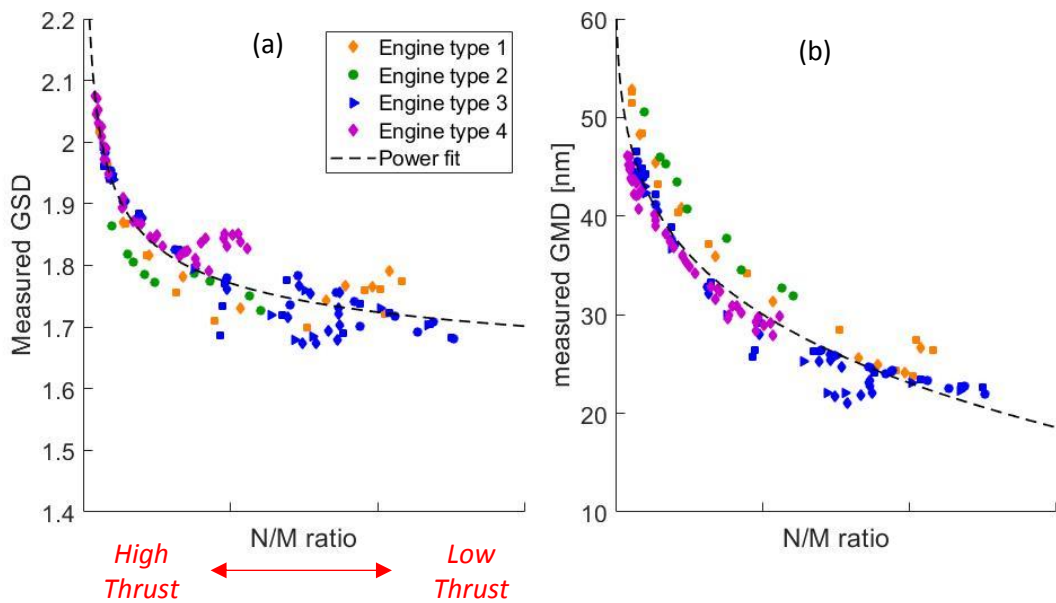 (a)
Engine type 1
Engine type 2
Engine type 3
Engine type 4
Power fit
2.2
2.1
2
1.9
1.8
1.7
1.6
1.5
1.4
Measured GSD
N/M ratio
High
Thrust
Low
Thrust
(b)
60
50
40
30
20
10
measured GMD [nm]
N/M ratio